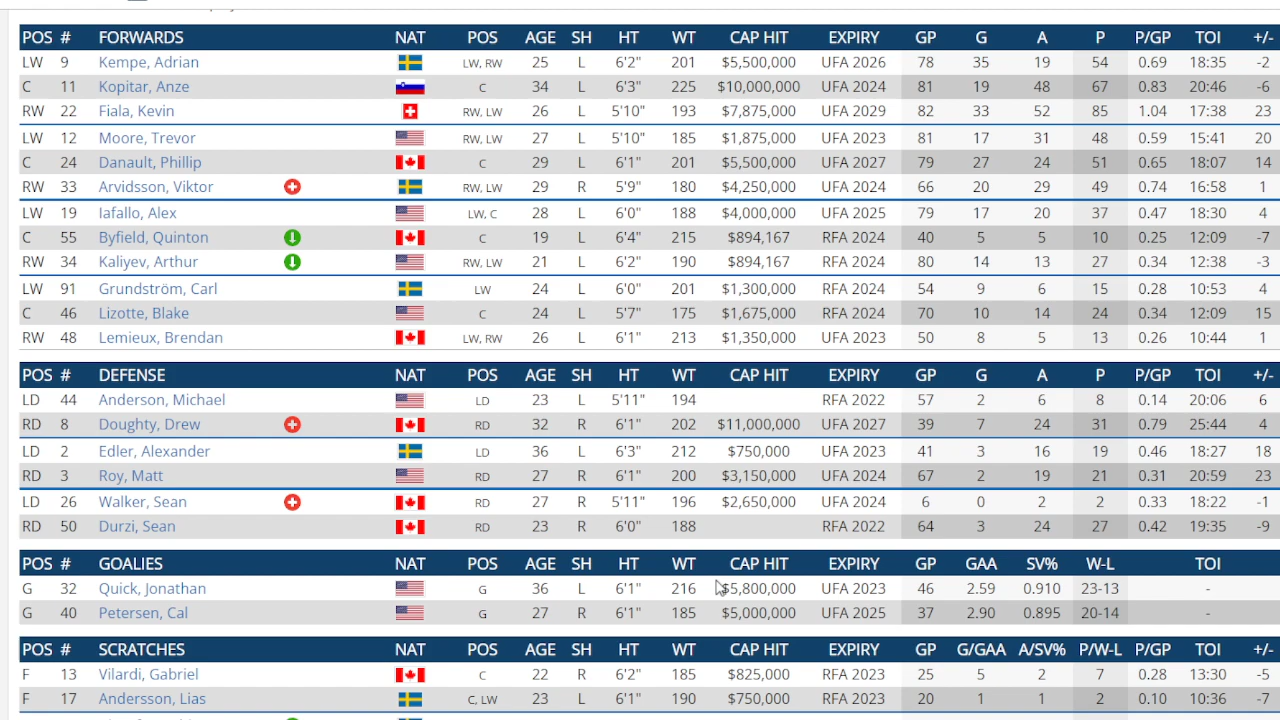 POS # FORWARDS NAT POS AGE SH HT WT CAP HIT EXPIRY GP G A P P/GP TOI +/-
LW 9 Kempe, Adrian LW, RW 25 L 6'2" 201 $5,500,000 UFA 2026 78 35 19 54 0.69 18:35 -2
C 11 Kopitar, Anze C 34 L 6'3" 225 $10,000,000 UFA 2024 81 19 48 67 0.83 20:46 -6
RW 22 Fiala, Kevin RW, LW 26 L 5'10" 193 $7,875,000 UFA 2029 82 33 52 85 1.04 17:38 23
LW 12 Moore, Trevor RW, LW 27 L 5'10" 185 $1,875,000 UFA 2023 81 17 31 48 0.59 15:41 20
C 24 Danault, Phillip C 29 L 6'1" 201 $5,500,000 UFA 2027 79 27 24 51 0.65 18:07 14
RW 33 Arvidsson, Viktor RW, LW 29 R 5'9" 180 $4,250,000 UFA 2024 66 20 29 49 0.74 16:58 1
LW 19 Iafallo, Alex LW, C 28 L 6'0" 188 $4,000,000 UFA 2025 79 17 20 37 0.47 18:30
C 55 Byfield, Quinton C 19 L 6'4" 215 $894,167 RFA 2024 40 5 5 10 0.25 12:09 -7
RW 34 Kaliyev, Arthur RW, LW 21 L 6'2" 190 $894,167 RFA 2024 80 14 13 27 0.34 12:38 -3
LW 91 Grundström, Carl LW 24 L 6'0" 201 $1,300,000 RFA 2024 54 9 6 15 0.28 10:53 4
C 46 Lizotte, Blake C 24 L 5'7" 175 $1,675,000 RFA 2024 70 10 14 24 0.34 12:09 15
RW 48 Lemieux, Brendan LW, RW 26 L 6'1" 213 $1,350,000 UFA 2023 50 8 5 13 0.26 10:44 1
POS # DEFENSE NAT POS AGE SH HT WT CAP HIT EXPIRY GP G A P P/GP TOI +/-
LD 44 Anderson, Michael LD 23 L 5'11" 194 RFA 2022 57 2 6 8 0.14 20:06 6
RD 8 Doughty, Drew RD 32 R 6'1" 202 $11,000,000 UFA 2027 39 7 24 31 0.79 25:44 4
LD 2 Edler, Alexander LD 36 L 6'3" 212 $750,000 UFA 2023 41 3 16 19 0.46 18:27 18
RD 3 Roy, Matt RD 27 R 6'1" 200 $3,150,000 UFA 2024 67 2 19 21 0.31 20:59 23
LD 26 Walker, Sean RD 27 R 5'11" 196 $2,650,000 UFA 2024 6 0 2 2 0.33 18:22 -1
RD 50 Durzi, Sean RD 23 R 6'0" 188 RFA 2022 64 3 24 27 0.42 19:35 -9
POS # GOALIES NAT POS AGE SH HT WT CAP HIT EXPIRY GP GAA SV% W-L TOI
G 32 Quick, Jonathan G 36 L 6'1" 216 $5,800,000 UFA 2023 46 2.59 0.910 23-13 -
G 40 Petersen, Cal G 27 R 6'1" 185 $5,000,000 UFA 2025 37 2.90 0.895 20-14 -
POS # SCRATCHES NAT POS AGE SH HT WT CAP HIT EXPIRY GP G/GAA A/SV% P/W-L P/GP TOI +/-
F 13 Vilardi, Gabriel C 22 R 6'2" 185 $825,000 RFA 2023 25 5 2 7 0.28 13:30 -5
F 17 Andersson, Lias C, LW 23 L 6'1" 190 $750,000 RFA 2023 20 1 1 2 0.10 10:36 -7